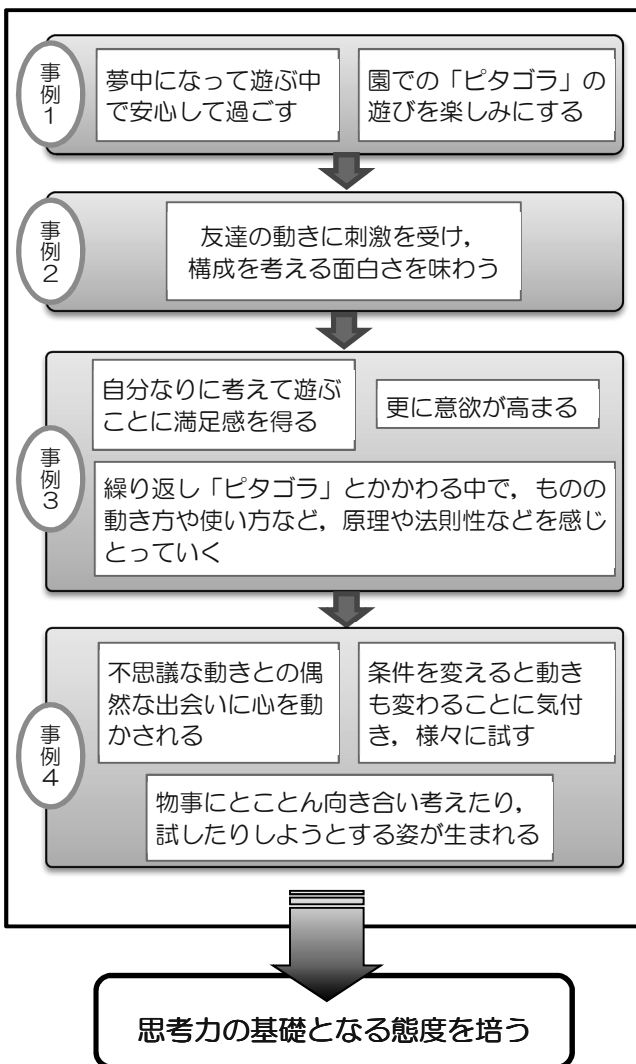 事例1
夢中になって遊ぶ中
で安心して過ごす
園での「ピタゴラ」の
遊びを楽しみにする
事例2
友達の動きに刺激を受け，
構成を考える面白さを味わう
事例3
自分なりに考えて遊ぶ
ことに満足感を得る
更に意欲が高まる
繰り返し「ピタゴラ」とかかわる中で，ものの
動き方や使い方など，原理や法則性などを感じ
とっていく
事例4
不思議な動きとの偶
然な出会いに心を動
かされる
条件を変えると動き
も変わることに気付
き，様々に試す
物事にとことん向き合い考えたり，
試したりしようとする姿が生まれる
思考力の基礎となる態度を培う